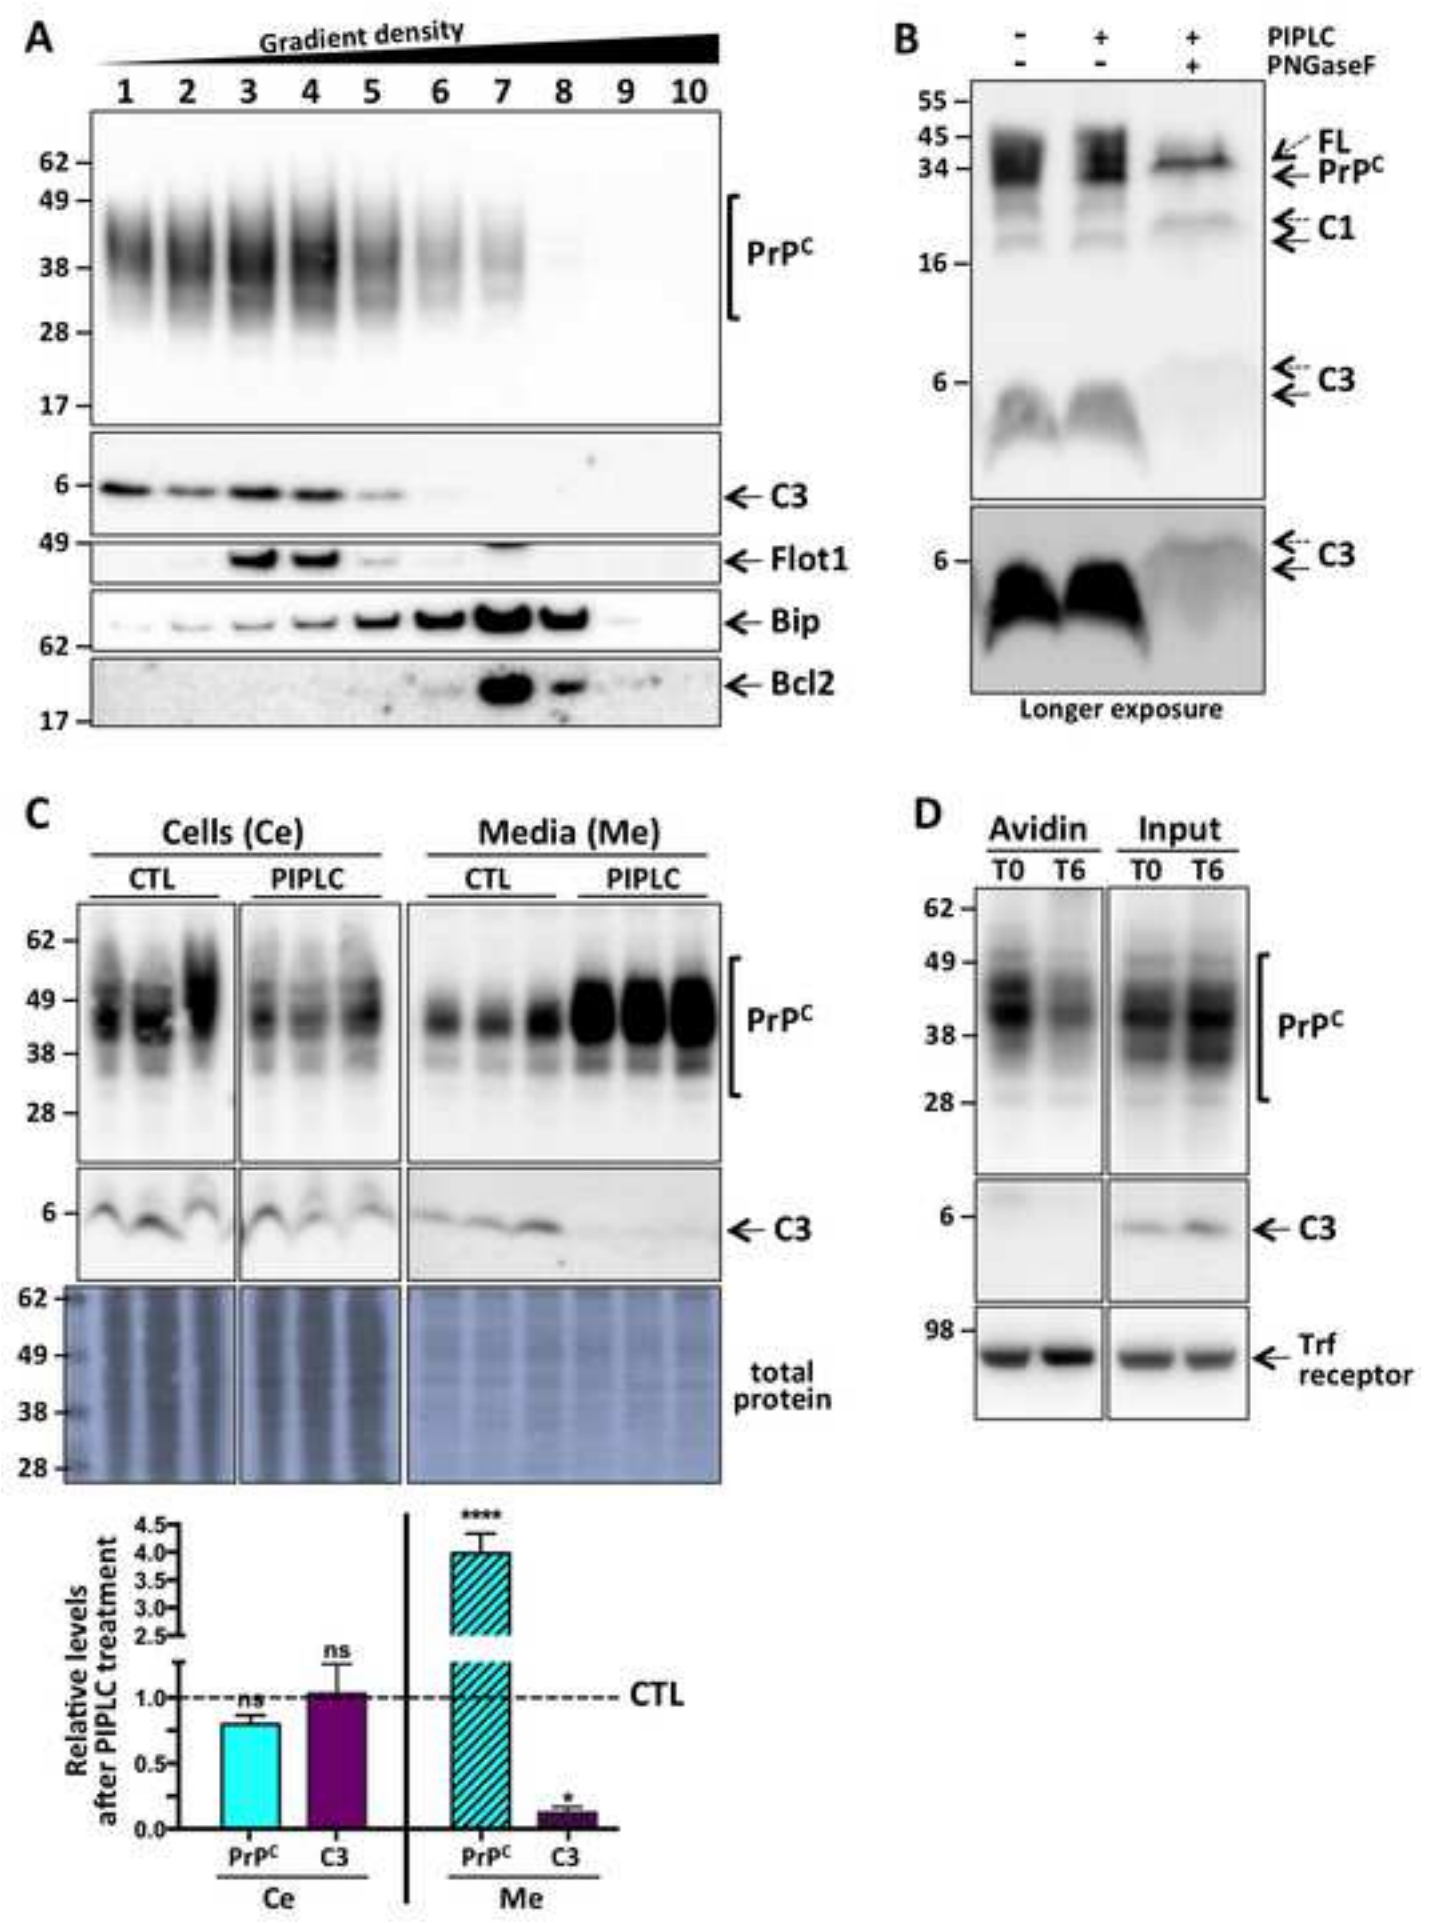 A
Gradient density
1 2 3 4 5 6 7 8 9 10
62
49
38
28
17
PrPC
6
C3
49
Flot1
Bip
62
Bcl2
17
B
- + + PIPLC
- - + PNGaseF
55
45
34
16
6
FL
PrPC
C1
C3
6
C3
Longer exposure
C
Cells (Ce) Media (Me)
CTL PIPLC CTL PIPLC
62
49
38
28
PrPC
6
C3
62
49
38
28
total
protein
Relative levels
after PIPLC treatment
4.5
4.0
3.5
3.0
2.5
1.0
0.5
0.0
ns
ns
****
*
CTL
PrPC C3 PrPC C3
Ce Me
D
Avidin Input
T0 T6 T0 T6
62
49
38
28
PrPC
6
C3
98
Trf
receptor